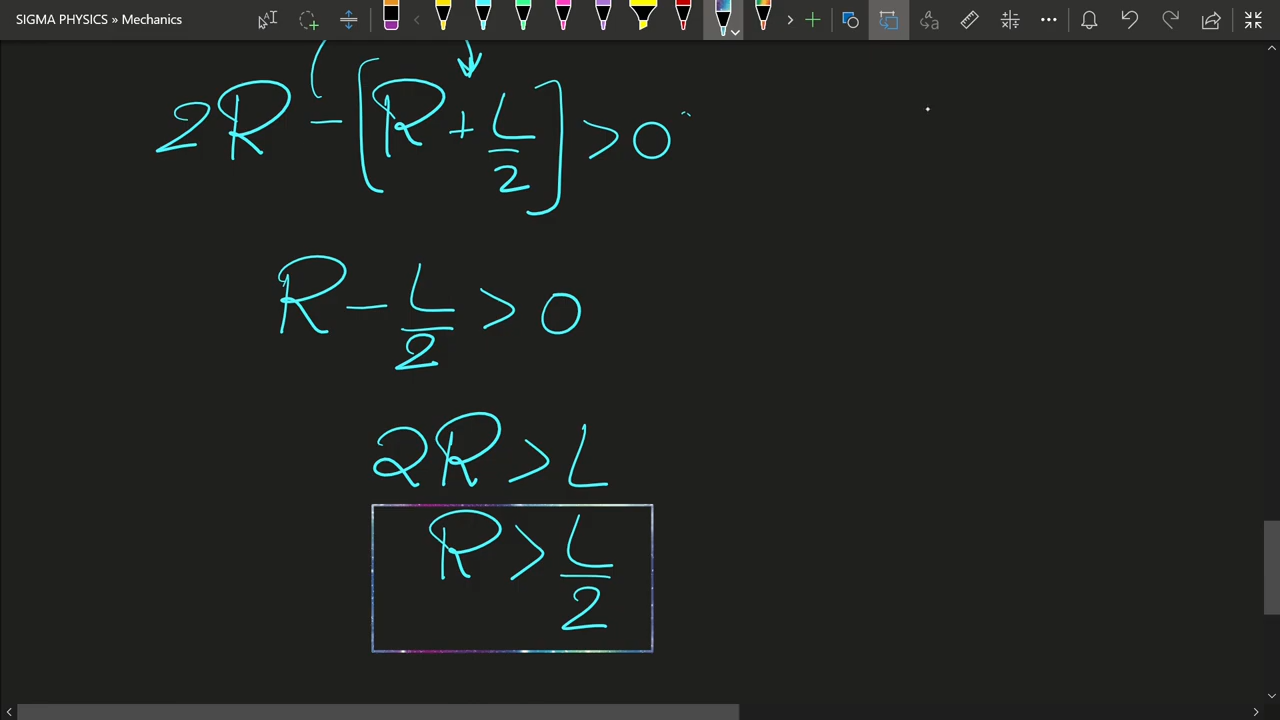 SIGMA PHYSICS » Mechanics
2R - [R + L/2] > 0
R - L/2 > 0
2R > L
R > L/2